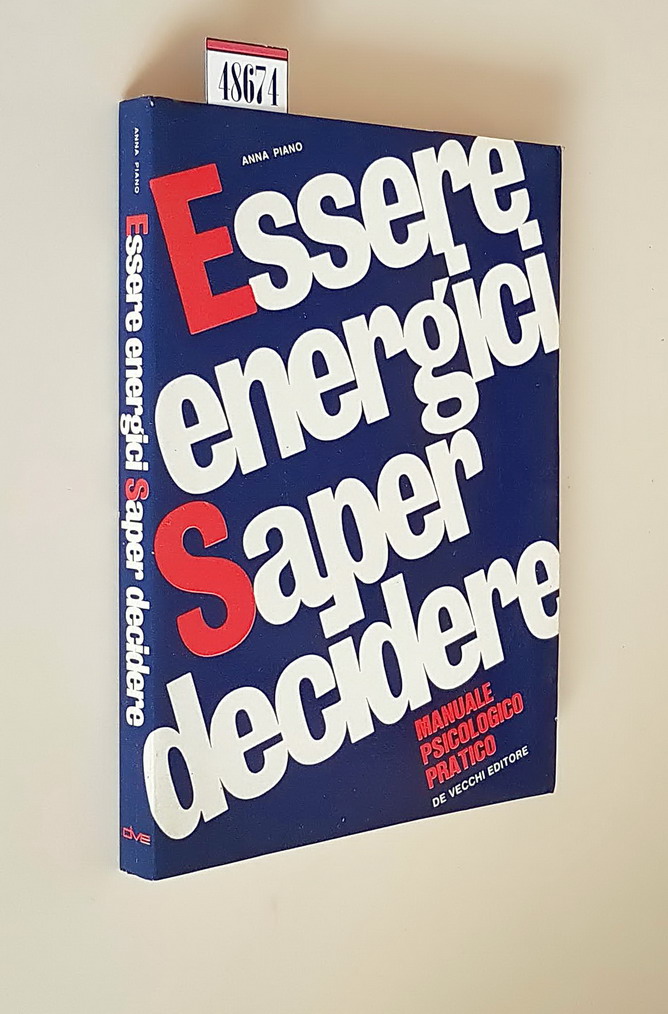 48674
ANNA PIANO
Essere
energici
Saper
decidere
MANUALE
PSICOLOGICO
PRATICO
DE VECCHI EDITORE
ANNA PIANO
Essere energici Saper decidere
DVE